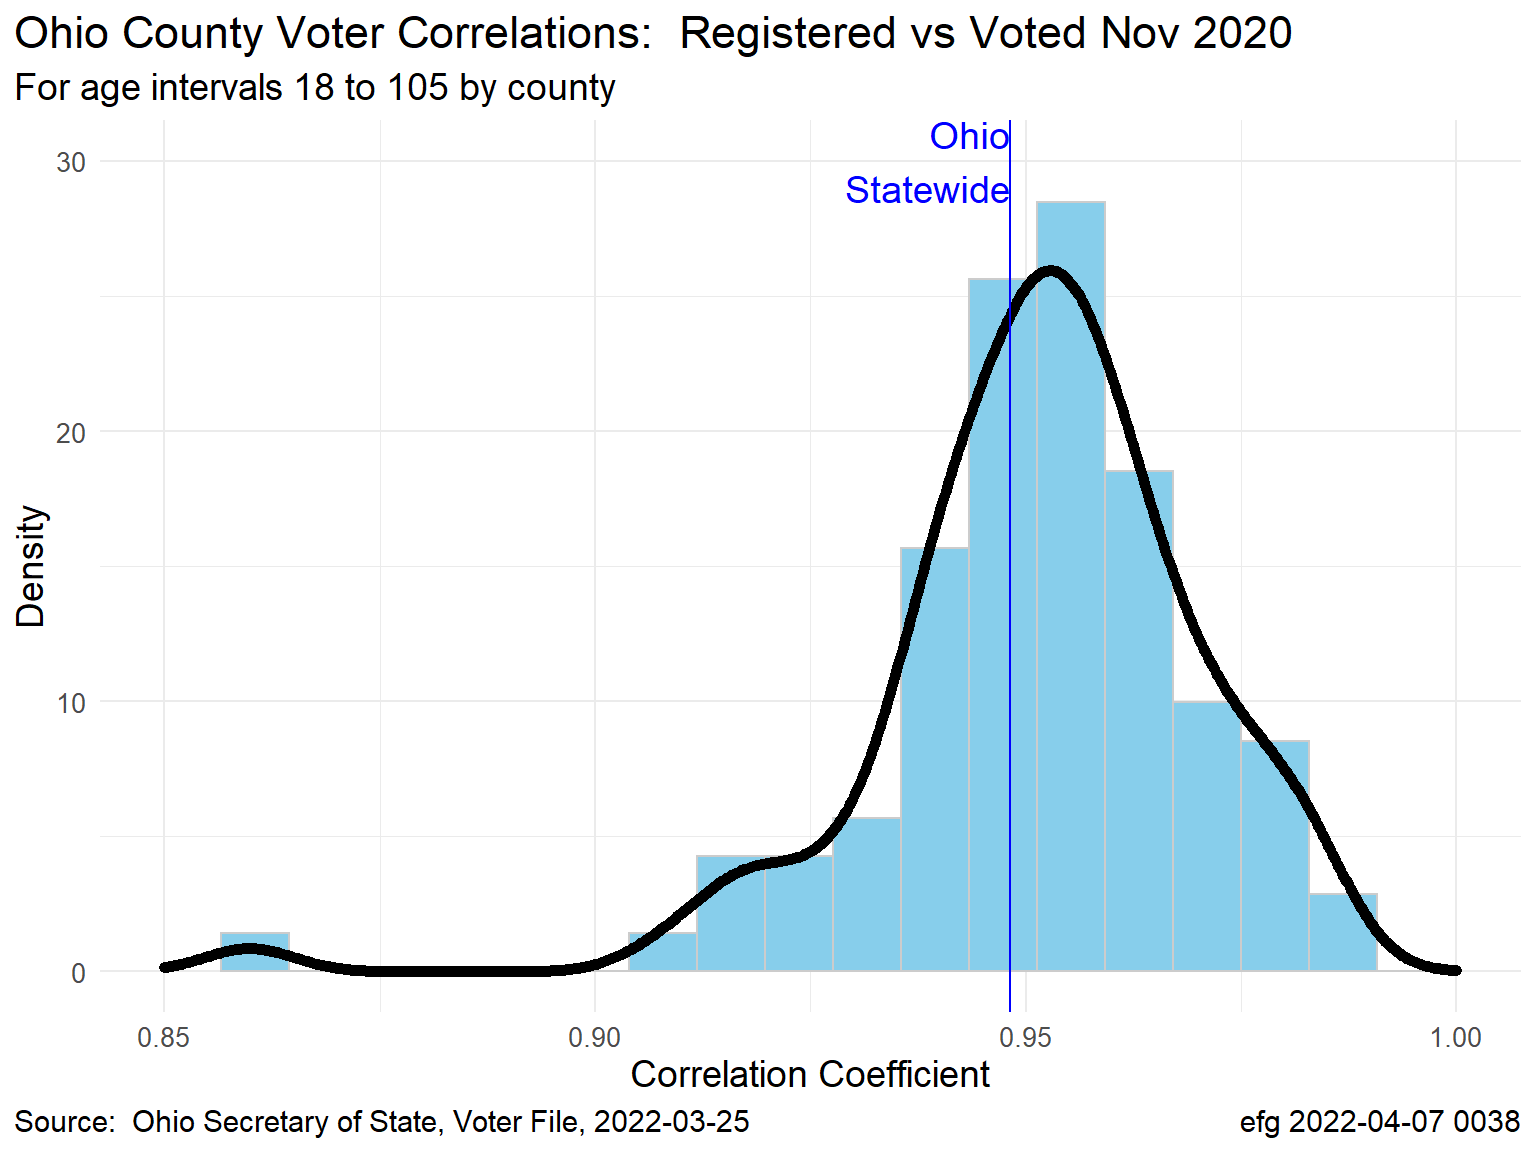 Ohio County Voter Correlations:  Registered vs Voted Nov 2020
For age intervals 18 to 105 by county
Ohio
Statewide
30
20
10
0
Density
0.85
0.90
0.95
1.00
Correlation Coefficient
Source:  Ohio Secretary of State, Voter File, 2022-03-25
efg 2022-04-07 0038